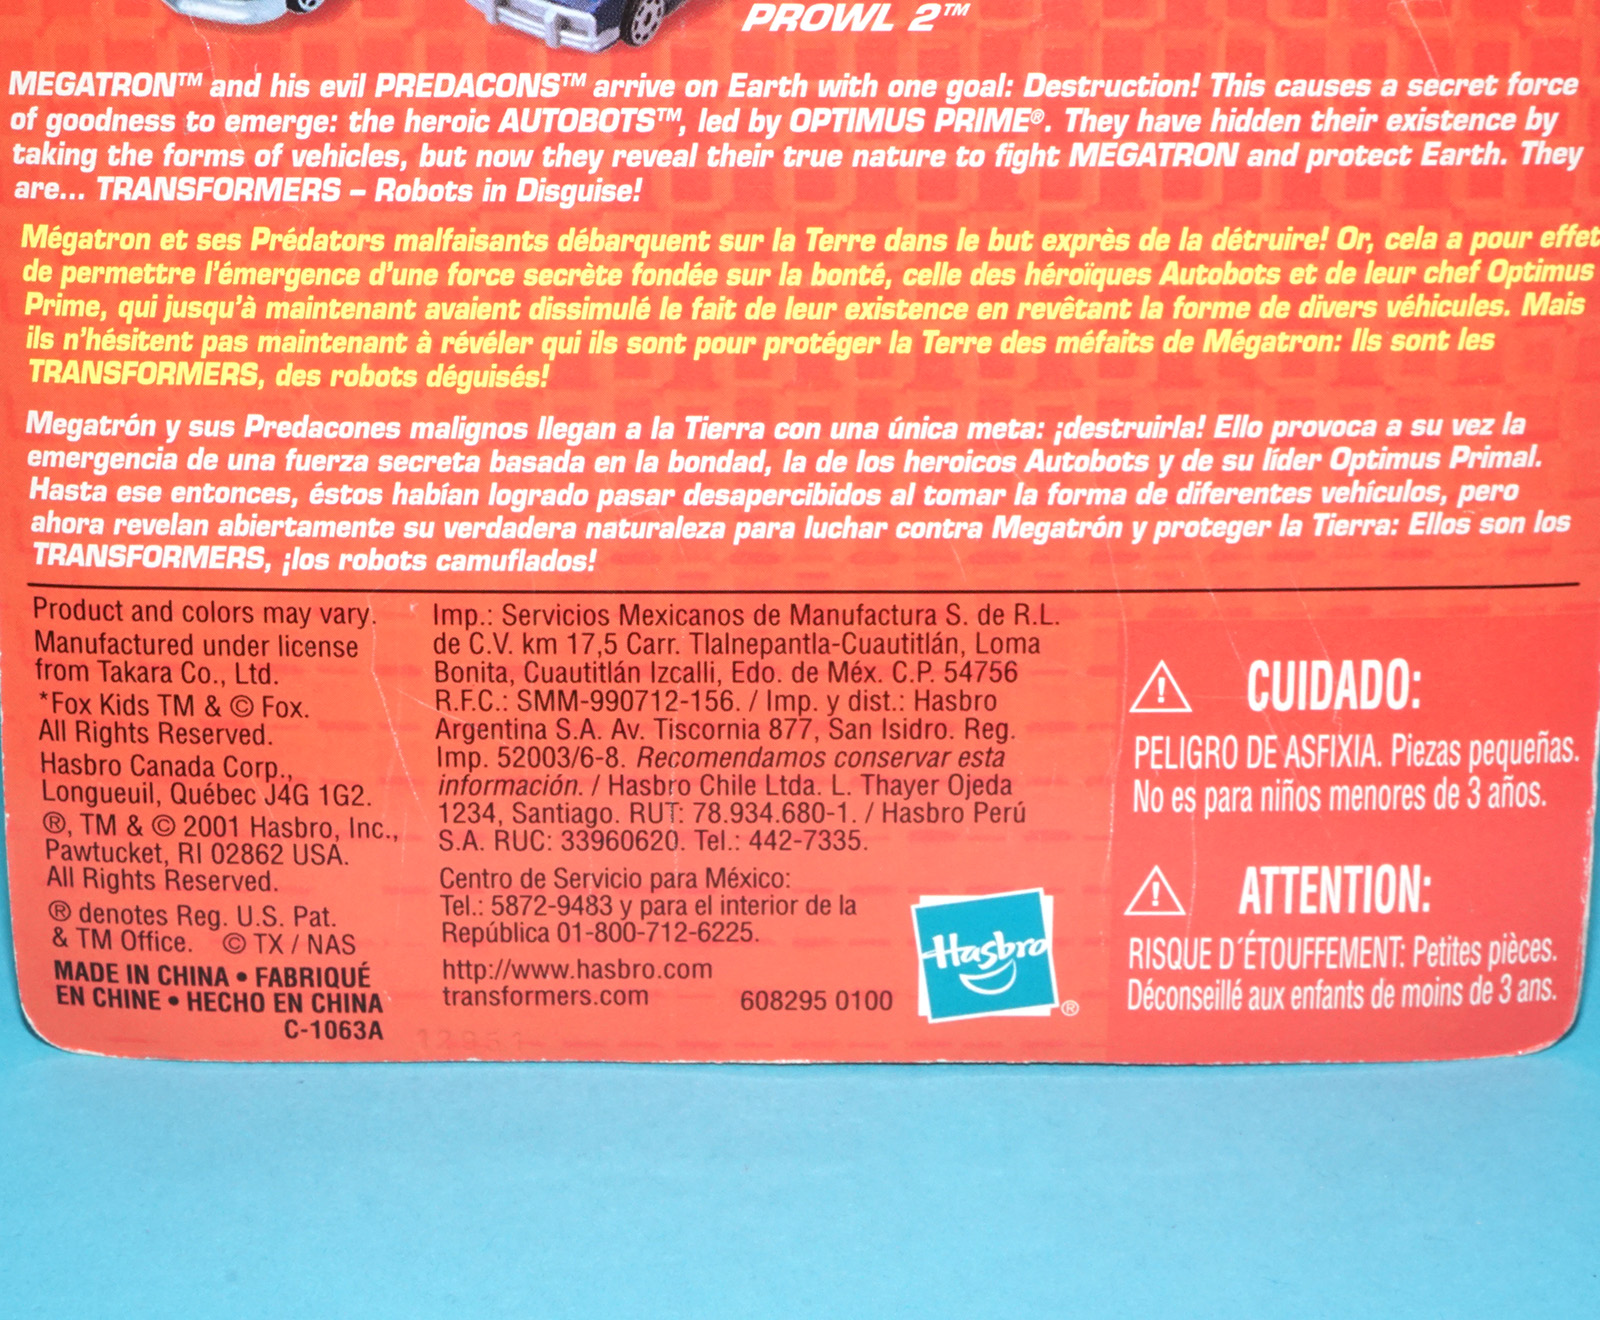 PROWL 2™
MEGATRON™ and his evil PREDACONS™ arrive on Earth with one goal: Destruction! This causes a secret force
of goodness to emerge: the heroic AUTOBOTS™, led by OPTIMUS PRIME®. They have hidden their existence by
taking the forms of vehicles, but now they reveal their true nature to fight MEGATRON and protect Earth. They
are... TRANSFORMERS – Robots in Disguise!
Mégatron et ses Prédators malfaisants débarquent sur la Terre dans le but exprès de la détruire! Or, cela a pour effet
de permettre l'émergence d'une force secrète fondée sur la bonté, celle des héroïques Autobots et de leur chef Optimus
Prime, qui jusqu'à maintenant avaient dissimulé le fait de leur existence en revêtant la forme de divers véhicules. Mais
ils n'hésitent pas maintenant à révéler qui ils sont pour protéger la Terre des méfaits de Mégatron: Ils sont les
TRANSFORMERS, des robots déguisés!
Megatrón y sus Predacones malignos llegan a la Tierra con una única meta: ¡destruirla! Ello provoca a su vez la
emergencia de una fuerza secreta basada en la bondad, la de los heroicos Autobots y de su líder Optimus Primal.
Hasta ese entonces, éstos habían logrado pasar desapercibidos al tomar la forma de diferentes vehículos, pero
ahora revelan abiertamente su verdadera naturaleza para luchar contra Megatrón y proteger la Tierra: Ellos son los
TRANSFORMERS, ¡los robots camuflados!
Product and colors may vary.
Manufactured under license
from Takara Co., Ltd.
*Fox Kids TM & © Fox.
All Rights Reserved.
Hasbro Canada Corp.,
Longueuil, Québec J4G 1G2.
®, TM & © 2001 Hasbro, Inc.,
Pawtucket, RI 02862 USA.
All Rights Reserved.
® denotes Reg. U.S. Pat.
& TM Office. © TX / NAS
MADE IN CHINA • FABRIQUÉ
EN CHINE • HECHO EN CHINA
C-1063A
Imp.: Servicios Mexicanos de Manufactura S. de R.L.
de C.V. km 17,5 Carr. Tlalnepantla-Cuautitlán, Loma
Bonita, Cuautitlán Izcalli, Edo. de Méx. C.P. 54756
R.F.C.: SMM-990712-156. / Imp. y dist.: Hasbro
Argentina S.A. Av. Tiscornia 877, San Isidro. Reg.
Imp. 52003/6-8. Recomendamos conservar esta
información. / Hasbro Chile Ltda. L. Thayer Ojeda
1234, Santiago. RUT: 78.934.680-1. / Hasbro Perú
S.A. RUC: 33960620. Tel.: 442-7335.
Centro de Servicio para México:
Tel.: 5872-9483 y para el interior de la
República 01-800-712-6225.
http://www.hasbro.com
transformers.com
608295 0100
Hasbro
®
CUIDADO:
PELIGRO DE ASFIXIA. Piezas pequeñas.
No es para niños menores de 3 años.
ATTENTION:
RISQUE D´ÉTOUFFEMENT: Petites pièces.
Déconseillé aux enfants de moins de 3 ans.